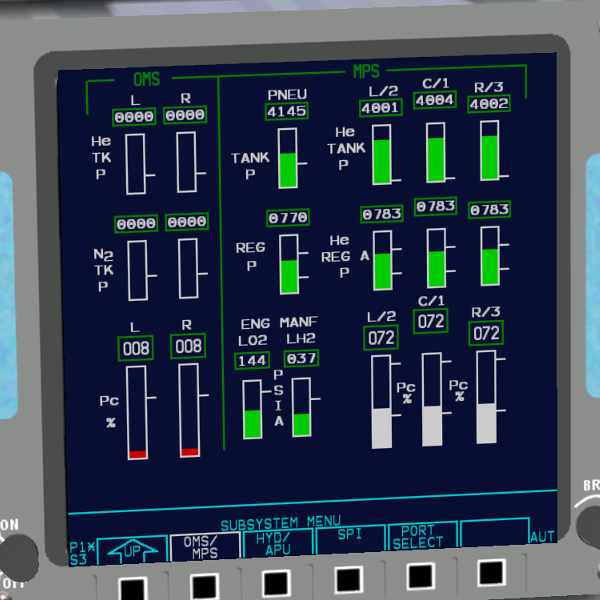 OMS MPS
L R PNEU L/2 C/1 R/3
0000 0000 4145 4001 4004 4002
He TK P TANK P He TANK P
0000 0000 0770 0783 0783 0783
N2 TK P REG P He REG P A
L R ENG LO2 MANF LH2 L/2 C/1 R/3
008 008 144 037 072 072 072
Pc % PSIA Pc % Pc %
SUBSYSTEM MENU
P1* S3 UP OMS/ MPS HYD/ APU SPI PORT SELECT AUT
ON BR
OFF